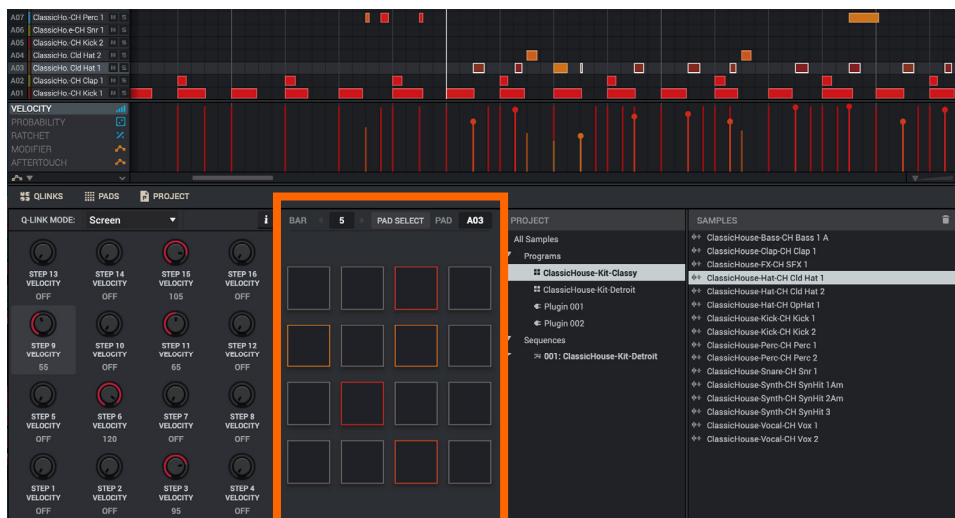 A07 ClassicHo.-CH Perc 1 M S
A06 ClassicHo.e-CH Snr 1 M S
A05 ClassicHo.-CH Kick 2 M S
A04 ClassicHo. Cld Hat 2 M S
A03 ClassicHo. Cld Hat 1 M S
A02 ClassicHo.-CH Clap 1 M S
A01 ClassicHo.-CH Kick 1 M S
VELOCITY
PROBABILITY
RATCHET
MODIFIER
AFTERTOUCH
QLINKS PADS PROJECT
Q-LINK MODE: Screen i
STEP 13 VELOCITY OFF
STEP 14 VELOCITY OFF
STEP 15 VELOCITY 105
STEP 16 VELOCITY OFF
STEP 9 VELOCITY 55
STEP 10 VELOCITY OFF
STEP 11 VELOCITY 65
STEP 12 VELOCITY OFF
STEP 5 VELOCITY OFF
STEP 6 VELOCITY 120
STEP 7 VELOCITY OFF
STEP 8 VELOCITY OFF
STEP 1 VELOCITY OFF
STEP 2 VELOCITY OFF
STEP 3 VELOCITY 95
STEP 4 VELOCITY OFF
BAR 5 PAD SELECT PAD A03
PROJECT
All Samples
Programs
ClassicHouse-Kit-Classy
ClassicHouse-Kit-Detroit
Plugin 001
Plugin 002
Sequences
001: ClassicHouse-Kit-Detroit
SAMPLES
ClassicHouse-Bass-CH Bass 1 A
ClassicHouse-Clap-CH Clap 1
ClassicHouse-FX-CH SFX 1
ClassicHouse-Hat-CH Cld Hat 1
ClassicHouse-Hat-CH Cld Hat 2
ClassicHouse-Hat-CH OpHat 1
ClassicHouse-Kick-CH Kick 1
ClassicHouse-Kick-CH Kick 2
ClassicHouse-Perc-CH Perc 1
ClassicHouse-Perc-CH Perc 2
ClassicHouse-Snare-CH Snr 1
ClassicHouse-Synth-CH SynHit 1Am
ClassicHouse-Synth-CH SynHit 2Am
ClassicHouse-Synth-CH SynHit 3
ClassicHouse-Vocal-CH Vox 1
ClassicHouse-Vocal-CH Vox 2